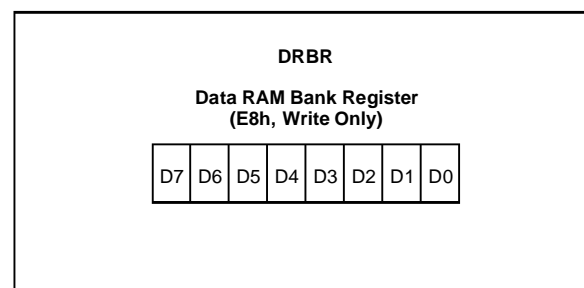 DRBR
Data RAM Bank Register
(E8h, Write Only)
D7 D6 D5 D4 D3 D2 D1 D0